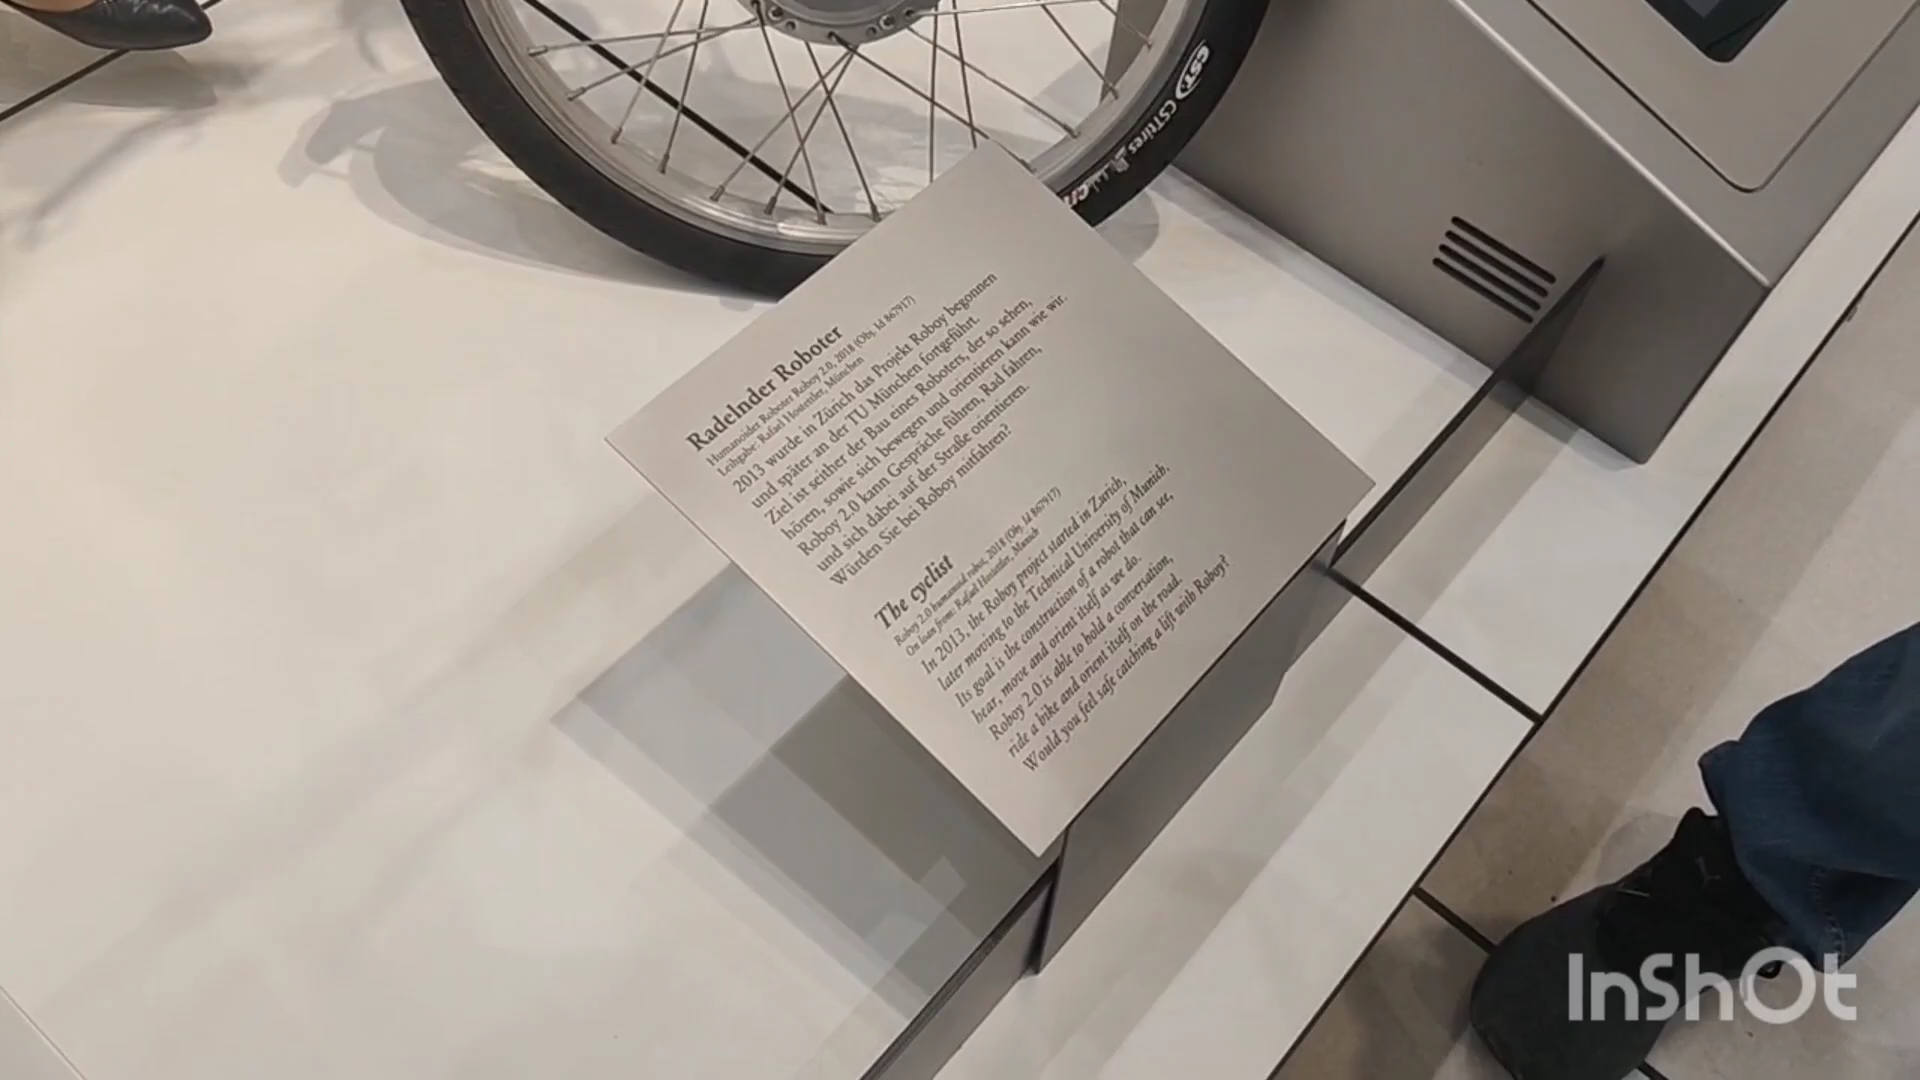 CST CSTtires
Radelnder Roboter
Humanoider Roboter Roboy 2.0, 2018 (Obj. Id 867917)
Leihgabe: Rafael Hostettler, München
2013 wurde in Zürich das Projekt Roboy begonnen
und später an der TU München fortgeführt.
Ziel ist seither der Bau eines Roboters, der so sehen,
hören, sowie sich bewegen und orientieren kann wie wir.
Roboy 2.0 kann Gespräche führen, Rad fahren,
und sich dabei auf der Straße orientieren.
Würden Sie bei Roboy mitfahren?
The cyclist
Roboy 2.0 humanoid robot, 2018 (Obj. Id 867917)
On loan from: Rafael Hostettler, Munich
In 2013, the Roboy project started in Zurich,
later moving to the Technical University of Munich.
Its goal is the construction of a robot that can see,
hear, move and orient itself as we do.
Roboy 2.0 is able to hold a conversation,
ride a bike and orient itself on the road.
Would you feel safe catching a lift with Roboy?
InShOt